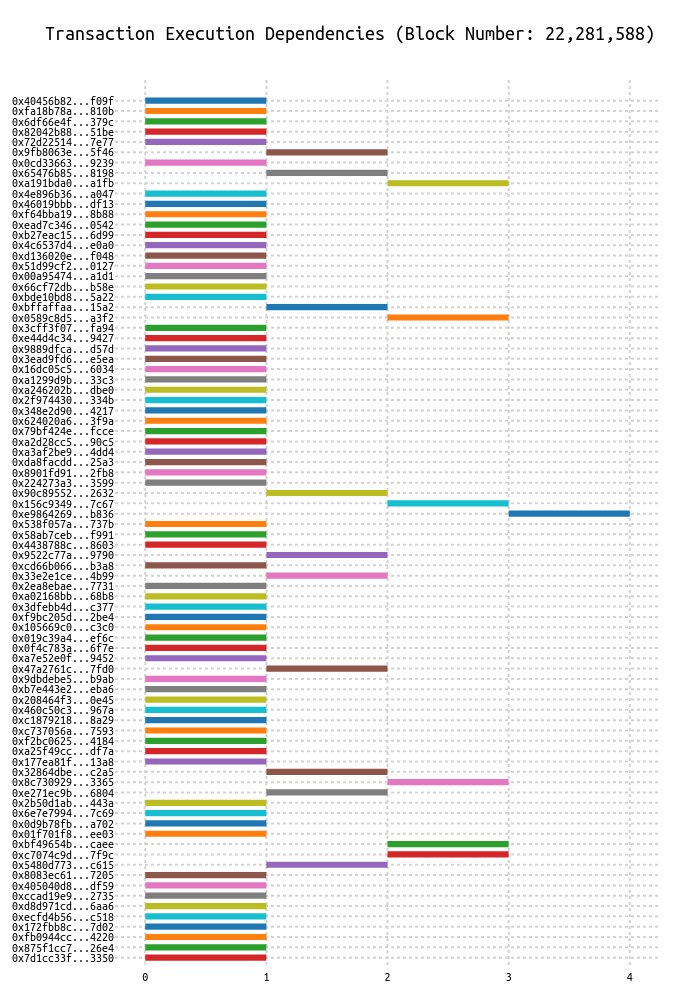 Transaction Execution Dependencies (Block Number: 22,281,588)
0x40456b82...f09f
0xfa18b78a...810b
0x6df66e4f...379c
0x82042b88...51be
0x72d22514...7e77
0x9fb8063e...5f46
0x0cd33663...9239
0x65476b85...8198
0xa191bda0...a1fb
0x4e896b36...a047
0x46019bbb...df13
0xf64bba19...8b88
0xead7c346...0542
0xb27eac15...6d99
0x4c6537d4...e0a0
0xd136020e...f048
0x51d99cf2...0127
0x00a95474...a1d1
0x66cf72db...b58e
0xbde10bd8...5a22
0xbffaffaa...15a2
0x0589c8d5...a3f2
0x3cff3f07...fa94
0xe44d4c34...9427
0x9889dfca...d57d
0x3ead9fd6...e5ea
0x16dc05c5...6034
0xa1299d9b...33c3
0xa246202b...dbe0
0x2f974430...334b
0x348e2d90...4217
0x624020a6...3f9a
0x79bf424e...fcce
0xa2d28cc5...90c5
0xa3af2be9...4dd4
0xda8facdd...25a3
0x8901fd91...2fb8
0x224273a3...3599
0x90c89552...2632
0x156c9349...7c67
0xe9864269...b836
0x538f057a...737b
0x58ab7ceb...f991
0x4438788c...8603
0x9522c77a...9790
0xcd66b066...b3a8
0x33e2e1ce...4b99
0x2ea8ebae...7731
0xa02168bb...68b8
0x3dfebb4d...c377
0xf9bc205d...2be4
0x105669c0...c3c0
0x019c39a4...ef6c
0x0f4c783a...6f7e
0xa7e52e0f...9452
0x47a2761c...7fd0
0x9dbdebe5...b9ab
0xb7e443e2...eba6
0x208464f3...0e45
0x460c50c3...967a
0xc1879218...8a29
0xc737056a...7593
0xf2bc0625...4184
0xa25f49cc...df7a
0x177ea81f...13a8
0x32864dbe...c2a5
0x8c730929...3365
0xe271ec9b...6804
0x2b50d1ab...443a
0x6e7e7994...7c69
0x0d9b78fb...a702
0x01f701f8...ee03
0xbf49654b...caee
0xc7074c9d...7f9c
0x5480d773...c615
0x8083ec61...7205
0x405040d8...df59
0xccad19e9...2735
0xd8d971cd...6aa6
0xecfd4b56...c518
0x172fbb8c...7d02
0xfb0944cc...4220
0x875f1cc7...26e4
0x7d1cc33f...3350
0 1 2 3 4